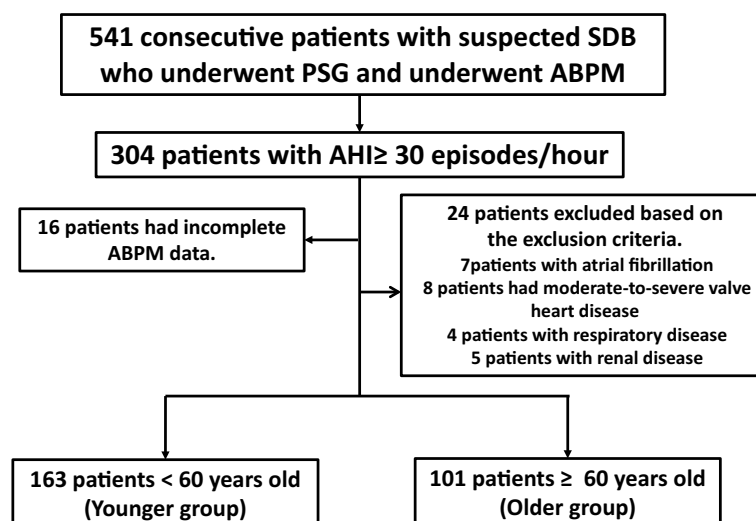 541 consecutive patients with suspected SDB
who underwent PSG and underwent ABPM
304 patients with AHI≥ 30 episodes/hour
16 patients had incomplete
ABPM data.
24 patients excluded based on
the exclusion criteria.
7patients with atrial fibrillation
8 patients had moderate-to-severe valve
heart disease
4 patients with respiratory disease
5 patients with renal disease
163 patients < 60 years old
(Younger group)
101 patients ≥ 60 years old
(Older group)